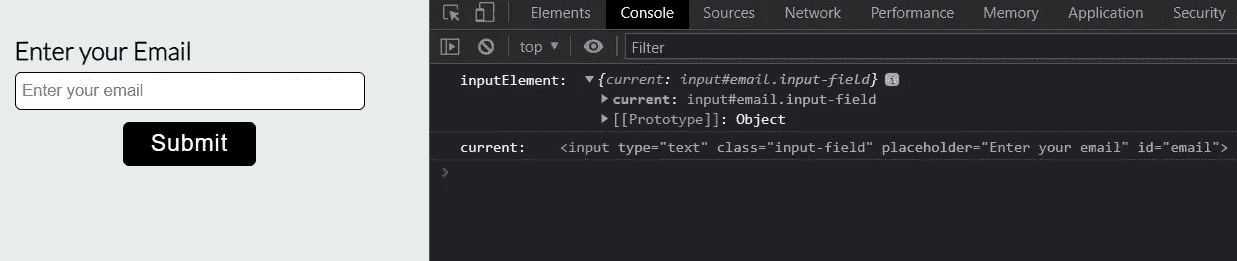 Elements Console Sources Network Performance Memory Application Security
top ▼ Filter
Enter your Email
Enter your email
Submit
inputElement: ▼{current: input#email.input-field} i
▶ current: input#email.input-field
▶ [[Prototype]]: Object
current: <input type="text" class="input-field" placeholder="Enter your email" id="email">
>